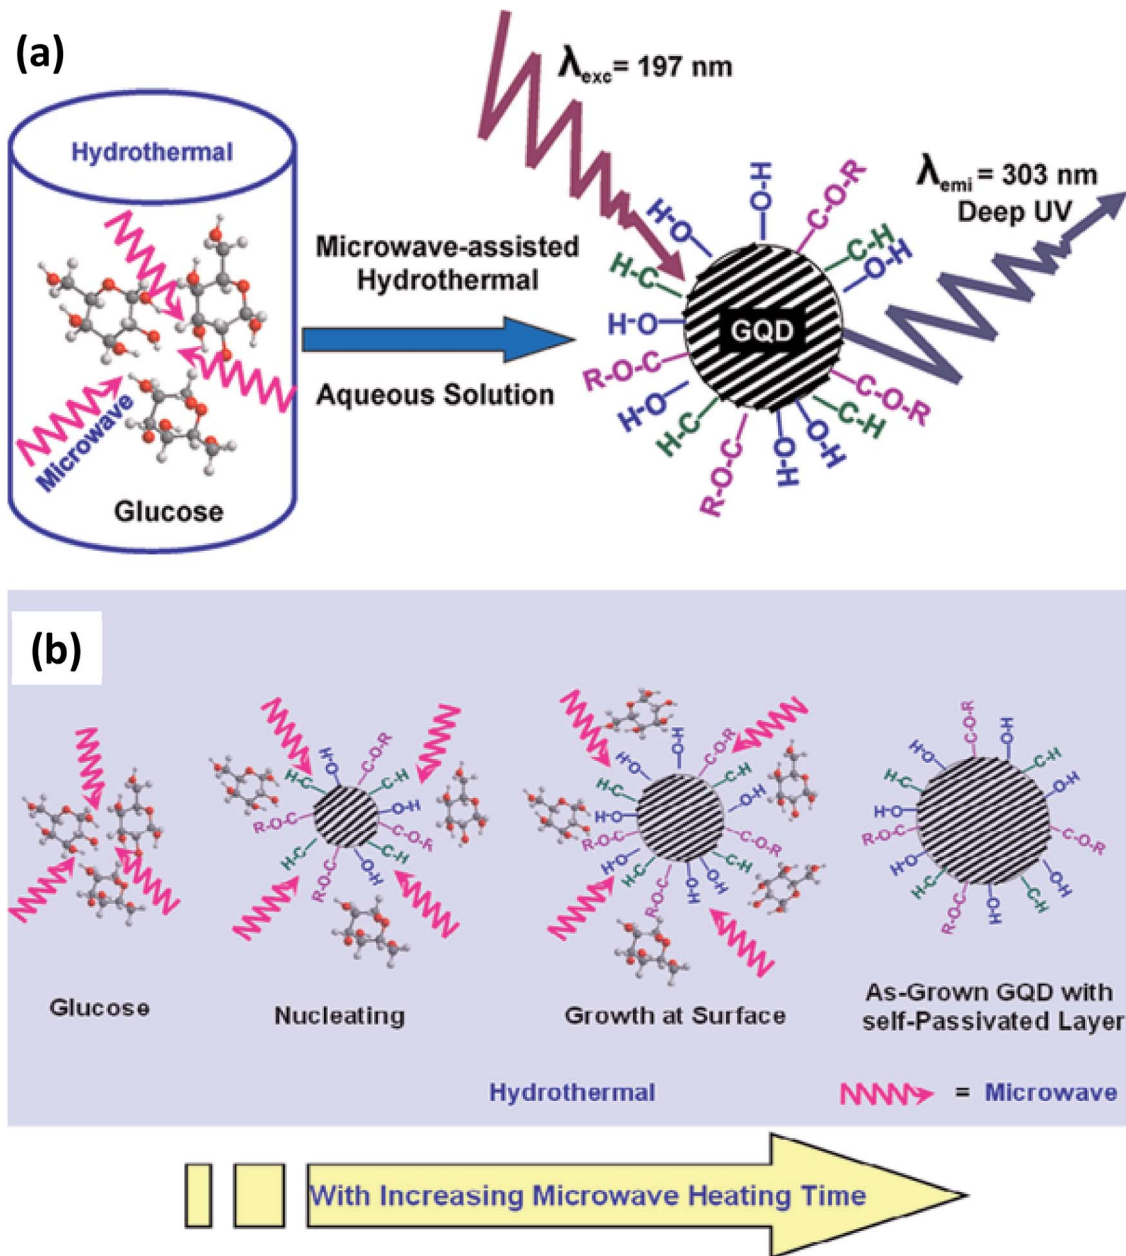 (a)
Hydrothermal
Microwave
Glucose
Microwave-assisted
Hydrothermal
Aqueous Solution
λexc = 197 nm
λemi = 303 nm
Deep UV
GQD
O-H
C-O-R
C-H
O-H
C-O-R
C-H
O-H
O-H
R-O-C
H-C
H-O
R-O-C
H-O
H-C
H-O
(b)
H-O
C-O-R
C-H
O-H
C-O-R
C-H
O-H
R-O-C
H-C
R-O-C
H-C
O-H
C-O-R
C-H
O-H
C-O-R
C-H
O-H
O-H
R-O-C
H-C
H-O
R-O-C
H-O
H-C
H-O
C-O-R
O-H
C-H
O-H
C-O-R
O-H
C-H
O-H
R-O-C
H-C
H-O
R-O-C
H-O
H-C
H-O
Glucose
Nucleating
Growth at Surface
As-Grown GQD with
self-Passivated Layer
Hydrothermal
= Microwave
With Increasing Microwave Heating Time